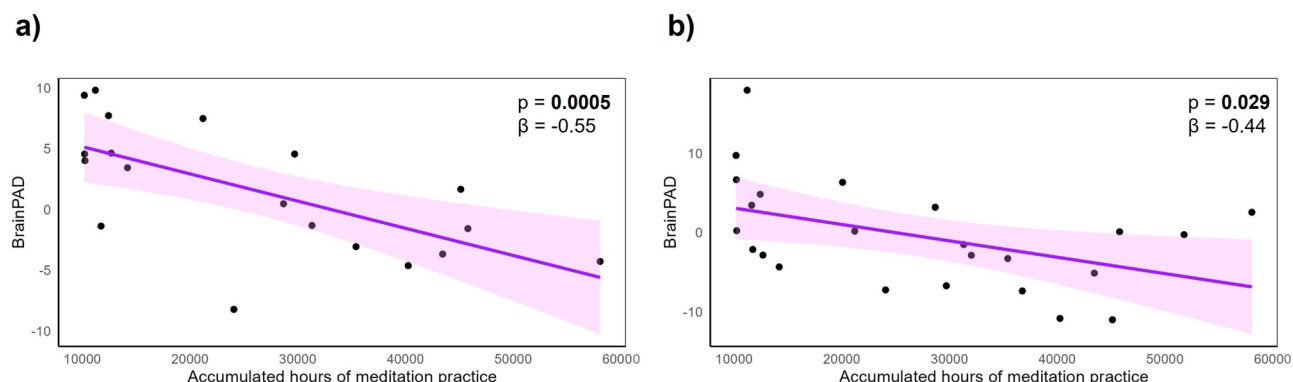 a)
10
5
0
-5
-10
BrainPAD
p = 0.0005
β = -0.55
10000 20000 30000 40000 50000 60000
Accumulated hours of meditation practice
b)
10
0
-10
BrainPAD
p = 0.029
β = -0.44
10000 20000 30000 40000 50000 60000
Accumulated hours of meditation practice